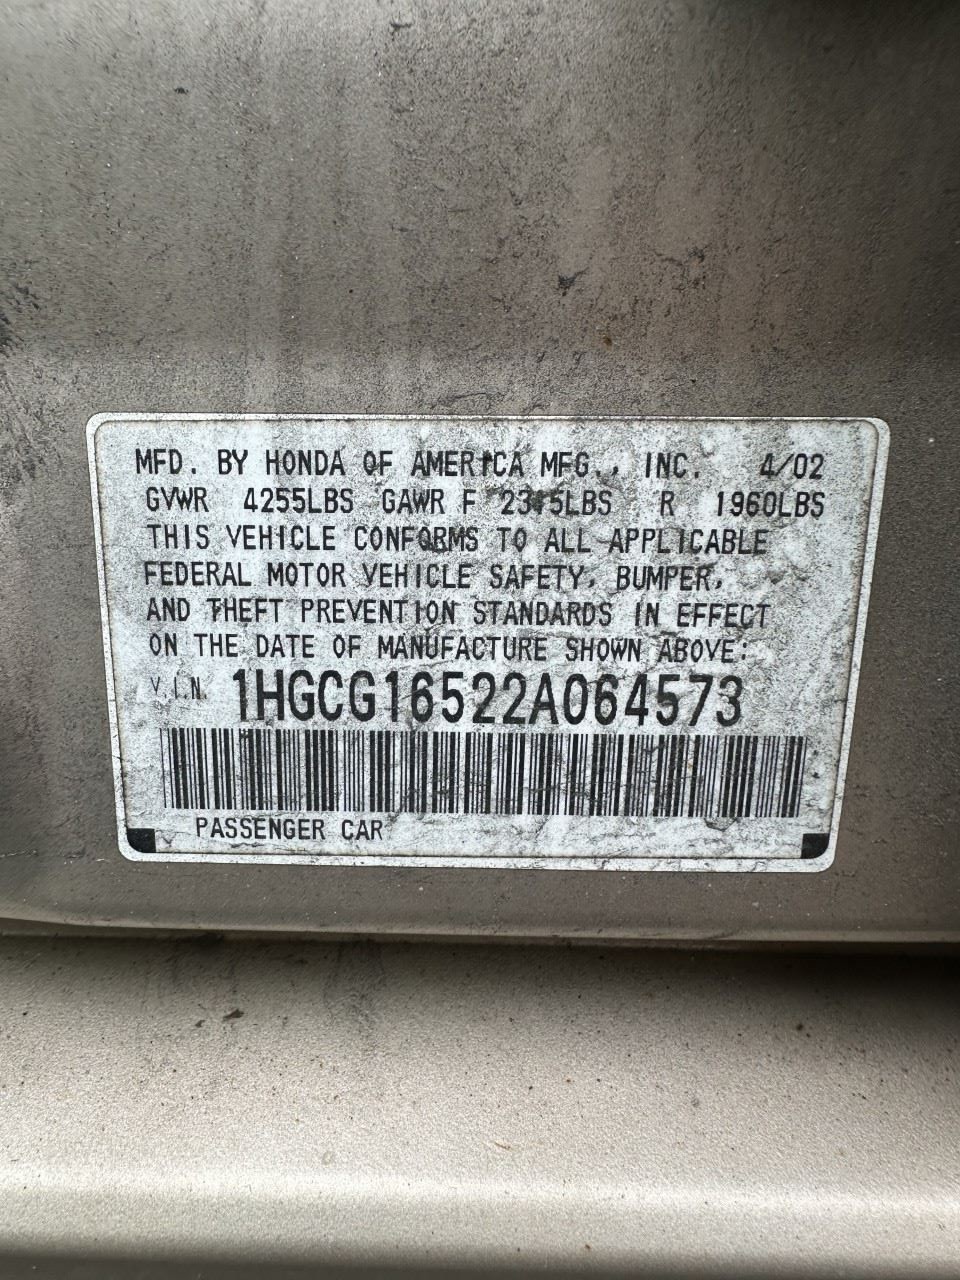 MFD. BY HONDA OF AMERICA MFG., INC. 4/02
GVWR 4255LBS GAWR F LBS R 1960LBS
THIS VEHICLE CONFORMS TO ALL APPLICABLE
FEDERAL MOTOR VEHICLE SAFETY, BUMPER,
AND THEFT PREVENTION STANDARDS IN EFFECT
ON THE DATE OF MANUFACTURE SHOWN ABOVE:
V.I.N. 1HGCG16522A064573
PASSENGER CAR